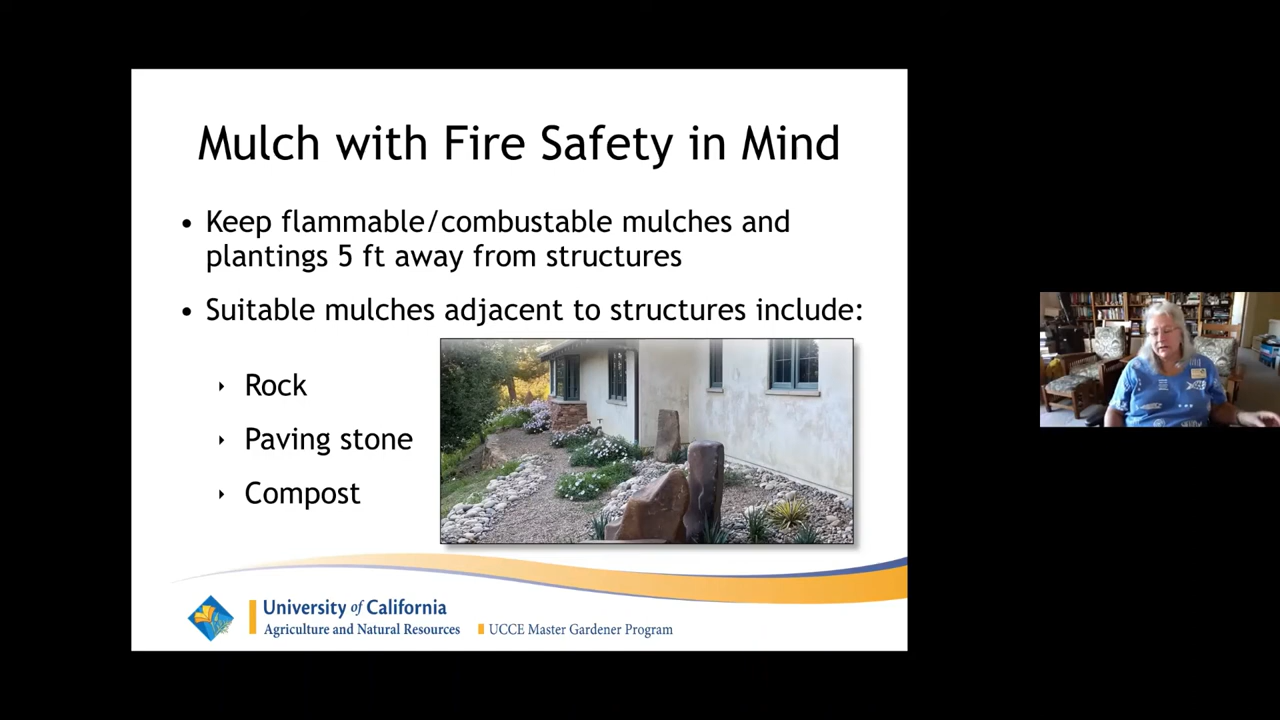 Mulch with Fire Safety in Mind
• Keep flammable/combustable mulches and
plantings 5 ft away from structures
• Suitable mulches adjacent to structures include:
‣ Rock
‣ Paving stone
‣ Compost
University of California
Agriculture and Natural Resources
UCCE Master Gardener Program